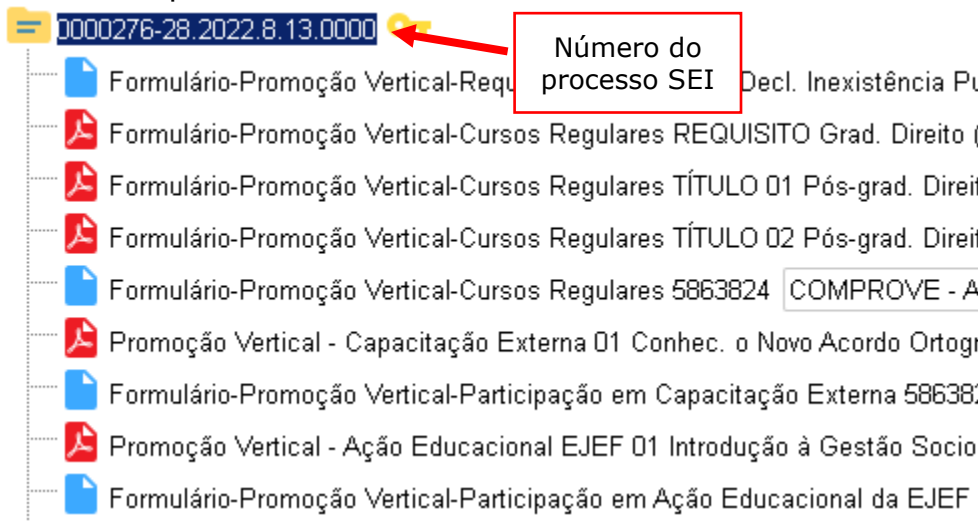 0000276-28.2022.8.13.0000
Número do
processo SEI
Formulário-Promoção Vertical-Requ Decl. Inexistência
Formulário-Promoção Vertical-Cursos Regulares REQUISITO Grad. Direito (
Formulário-Promoção Vertical-Cursos Regulares TÍTULO 01 Pós-grad. Direit
Formulário-Promoção Vertical-Cursos Regulares TÍTULO 02 Pós-grad. Direit
Formulário-Promoção Vertical-Cursos Regulares 5863824 COMPROVE - A
Promoção Vertical - Capacitação Externa 01 Conhec. o Novo Acordo Ortogr
Formulário-Promoção Vertical-Participação em Capacitação Externa 58638
Promoção Vertical - Ação Educacional EJEF 01 Introdução à Gestão Socio
Formulário-Promoção Vertical-Participação em Ação Educacional da EJEF